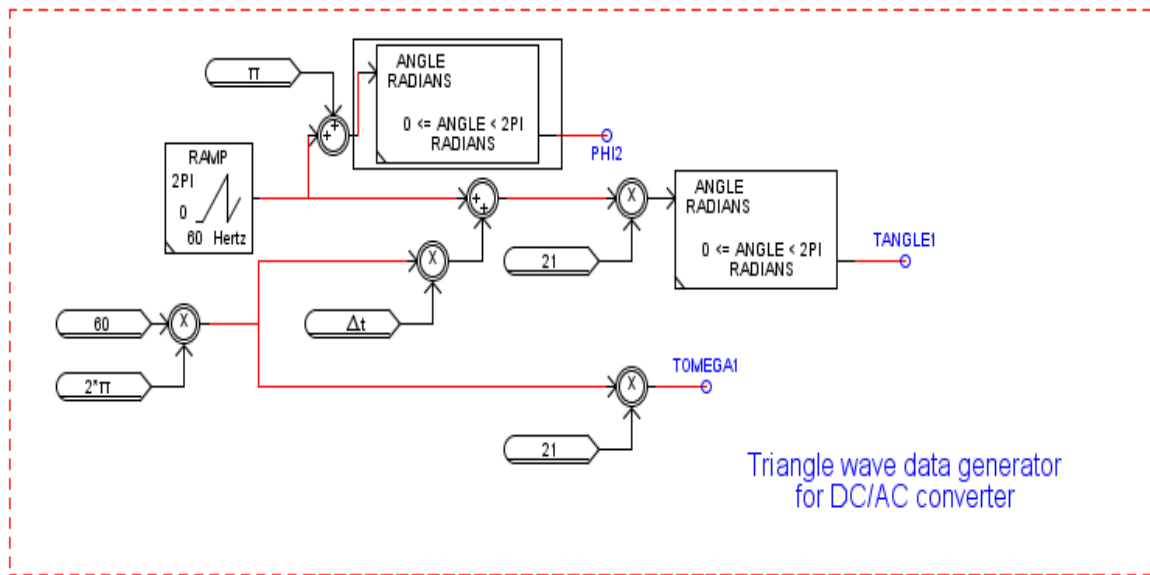 π
ANGLE
RADIANS
0 <= ANGLE < 2PI
RADIANS
PHI2
+
+
RAMP
2PI
0
60 Hertz
+
+
X
ANGLE
RADIANS
0 <= ANGLE < 2PI
RADIANS
TANGLE1
X
21
60
X
Δt
2*π
X
TOMEGA1
21
Triangle wave data generator
for DC/AC converter